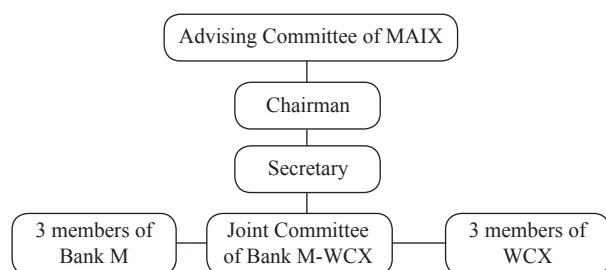 Advising Committee of MAIX
Chairman
Secretary
3 members of
Bank M
Joint Committee
of Bank M-WCX
3 members of
WCX